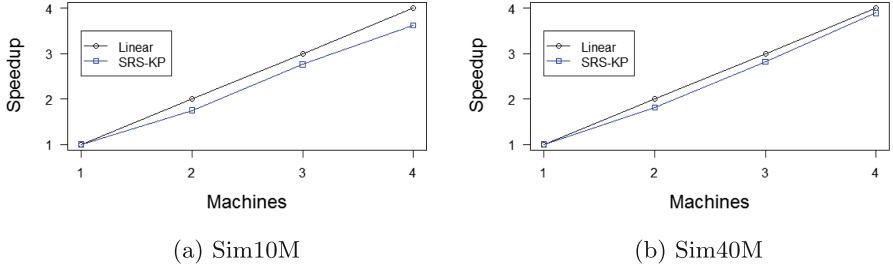 Speedup
4
3
2
1
Linear
SRS-KP
1 2 3 4
Machines
(a) Sim10M
Speedup
4
3
2
1
Linear
SRS-KP
1 2 3 4
Machines
(b) Sim40M